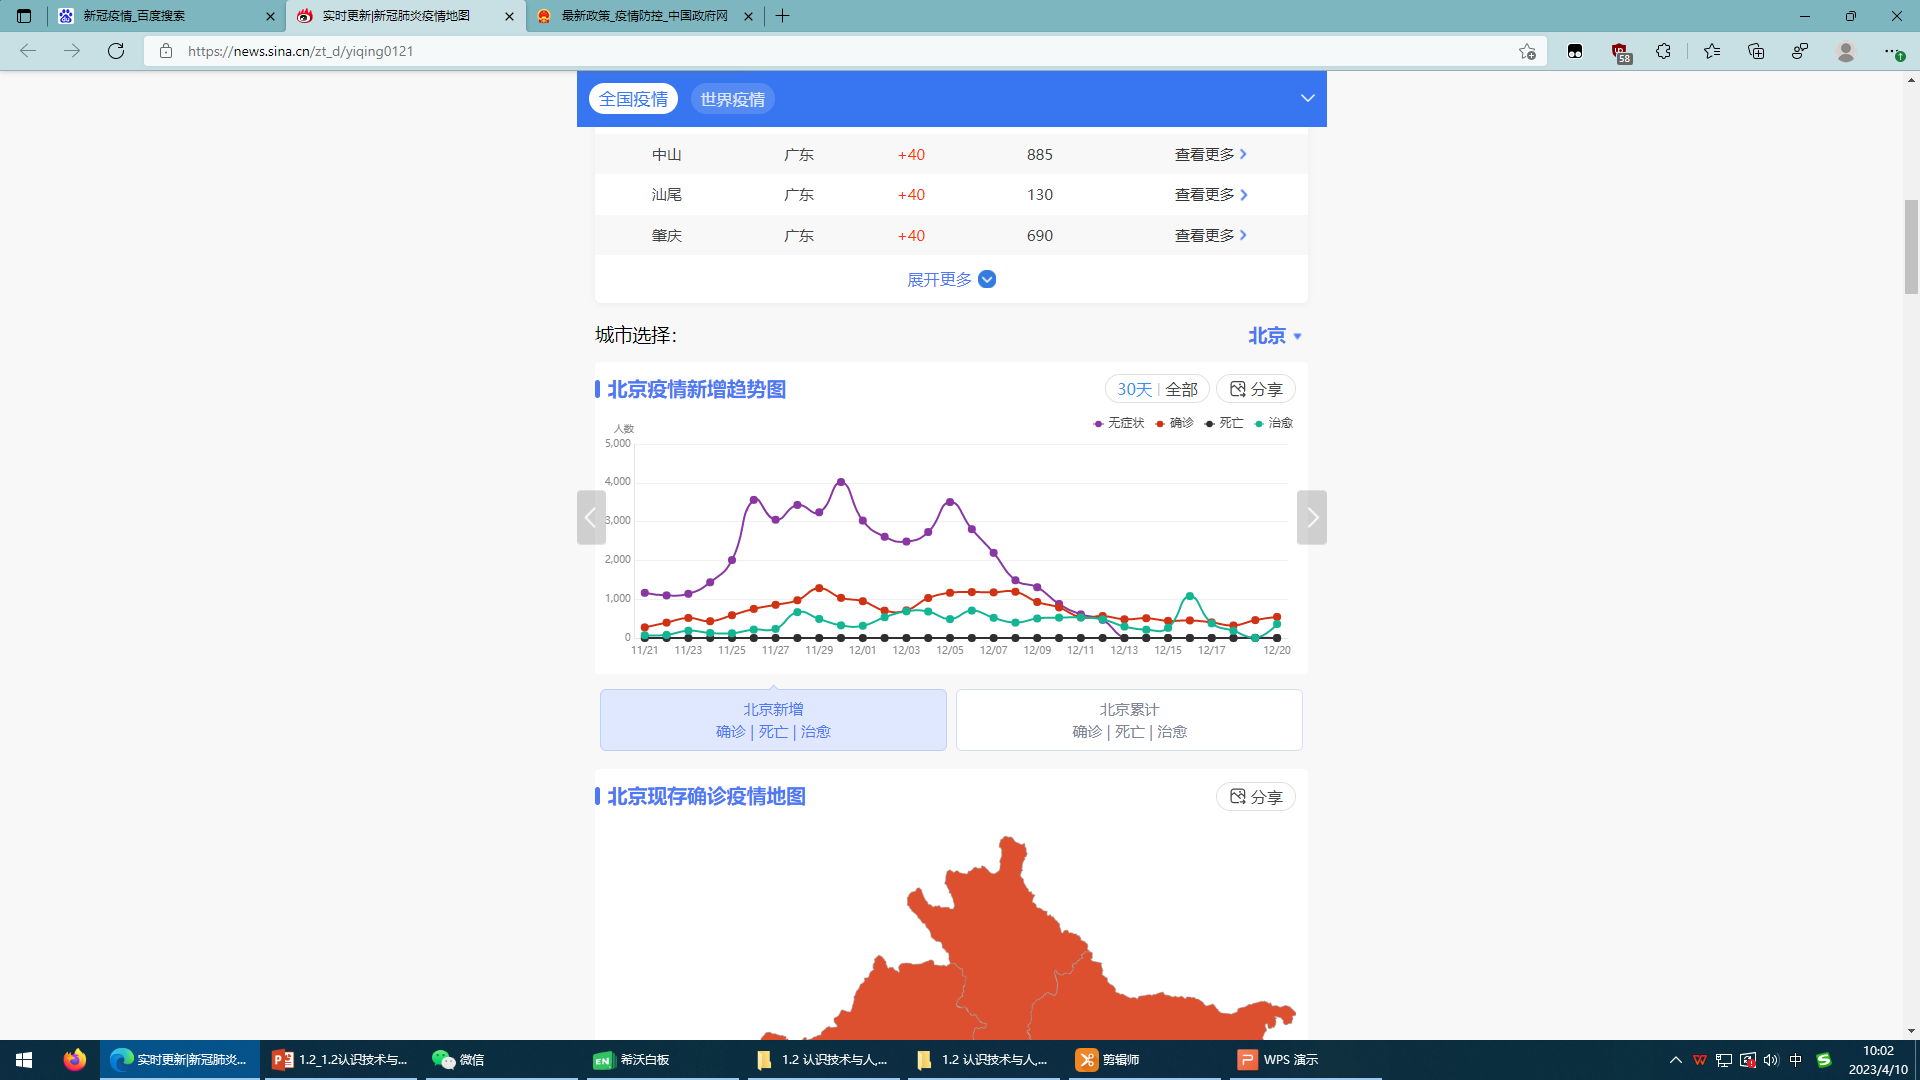 新冠疫情_百度搜索
实时更新|新冠肺炎疫情地图
最新政策_疫情防控_中国政府网
https://news.sina.cn/zt_d/yiqing0121
58
全国疫情 世界疫情
中山 广东 +40 885 查看更多
汕尾 广东 +40 130 查看更多
肇庆 广东 +40 690 查看更多
展开更多
城市选择: 北京
北京疫情新增趋势图 30天 | 全部 分享
无症状 确诊 死亡 治愈
人数
5,000
4,000
3,000
2,000
1,000
0
11/21 11/23 11/25 11/27 11/29 12/01 12/03 12/05 12/07 12/09 12/11 12/13 12/15 12/17 12/20
北京新增
确诊 | 死亡 | 治愈
北京累计
确诊 | 死亡 | 治愈
北京现存确诊疫情地图 分享
实时更新|新冠肺炎...
1.2_1.2认识技术与...
微信
EN 希沃白板
1.2 认识技术与人,...
1.2 认识技术与人,...
剪辑师
WPS 演示
中
10:02
2023/4/10